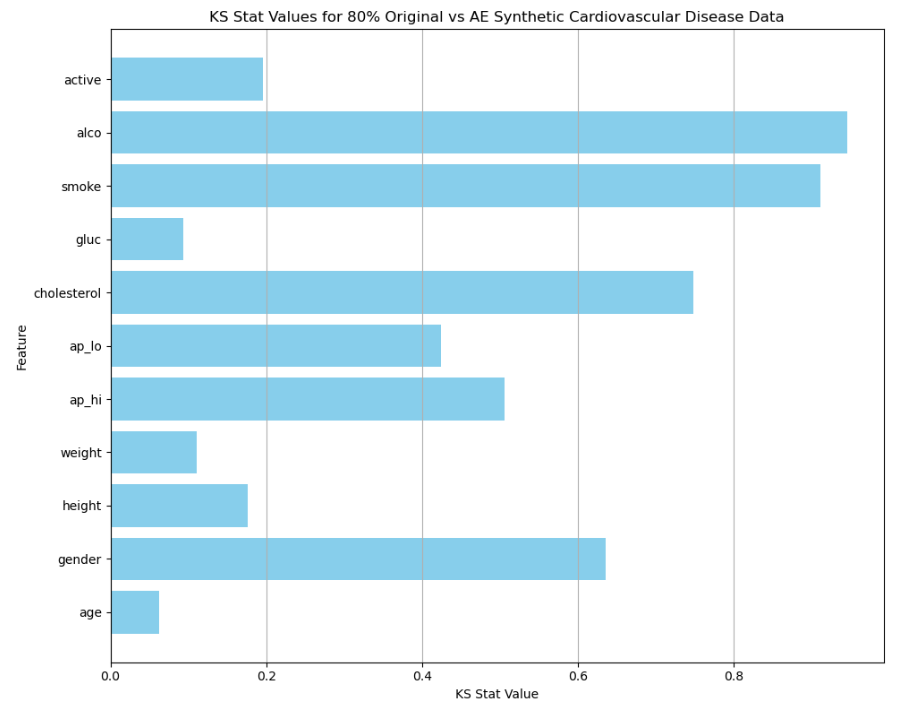 KS Stat Values for 80% Original vs AE Synthetic Cardiovascular Disease Data
active
alco
smoke
gluc
cholesterol
ap_lo
ap_hi
weight
height
gender
age
Feature
0.0 0.2 0.4 0.6 0.8
KS Stat Value